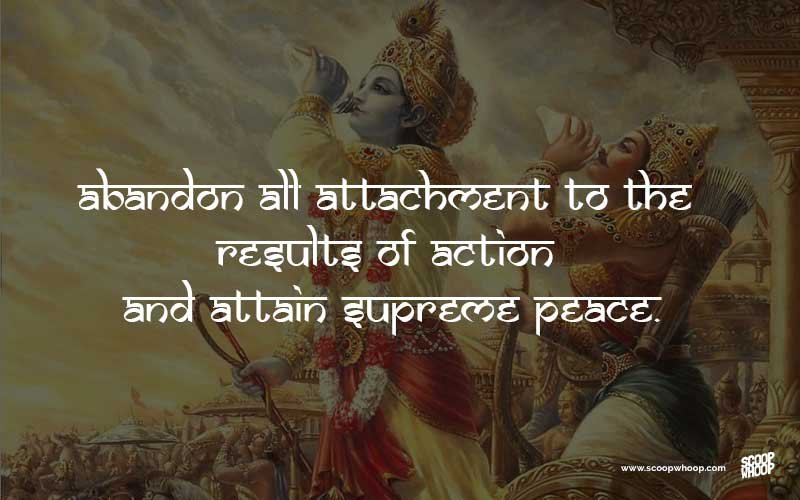 ABANDON ALL ATTACHMENT TO THE
RESULTS OF ACTION
AND ATTAIN SUPREME PEACE.
www.scoopwhoop.com
SCOOP
WHOOP